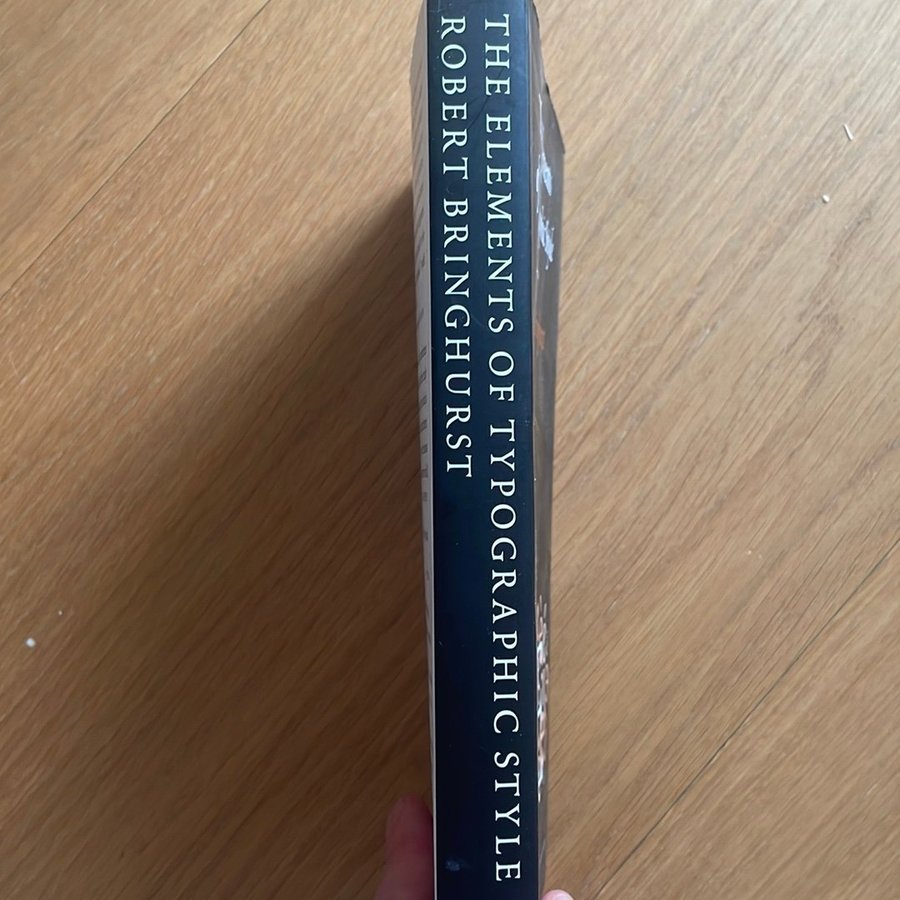 THE ELEMENTS OF TYPOGRAPHIC STYLE
ROBERT BRINGHURST